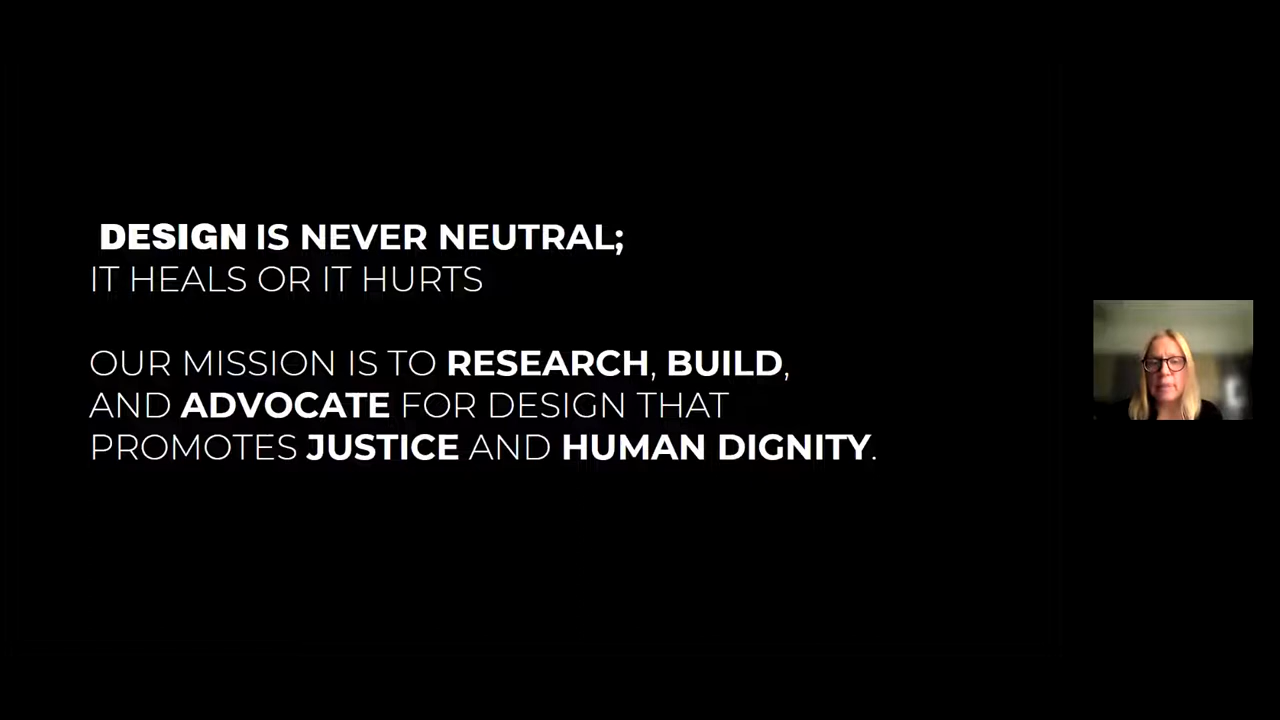 DESIGN IS NEVER NEUTRAL;
IT HEALS OR IT HURTS
OUR MISSION IS TO RESEARCH, BUILD,
AND ADVOCATE FOR DESIGN THAT
PROMOTES JUSTICE AND HUMAN DIGNITY.